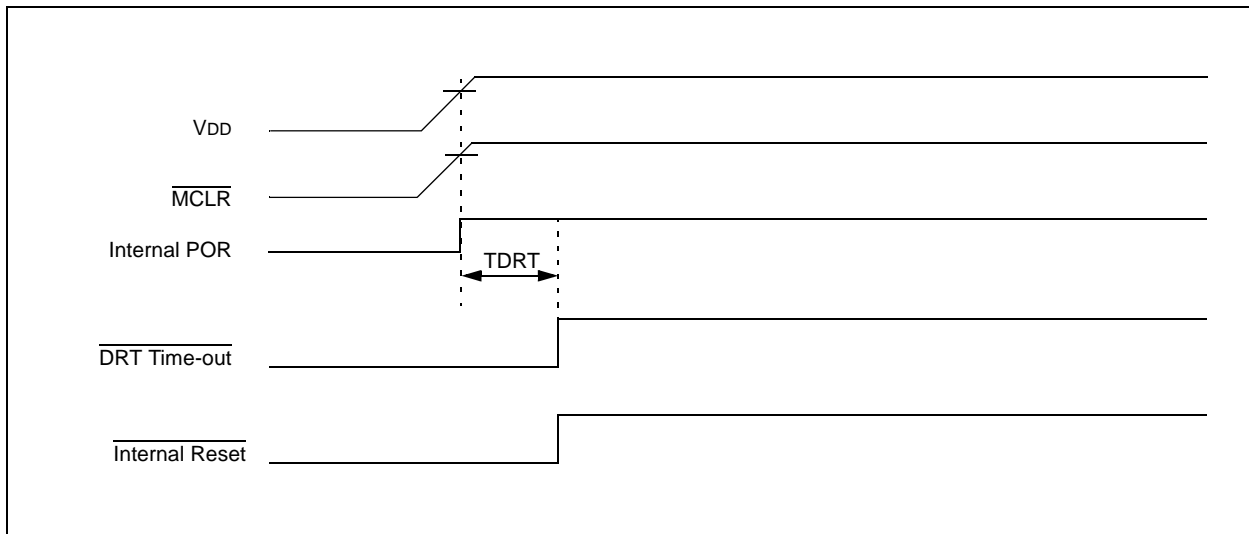 VDD
MCLR
Internal POR
TDRT
DRT Time-out
Internal Reset